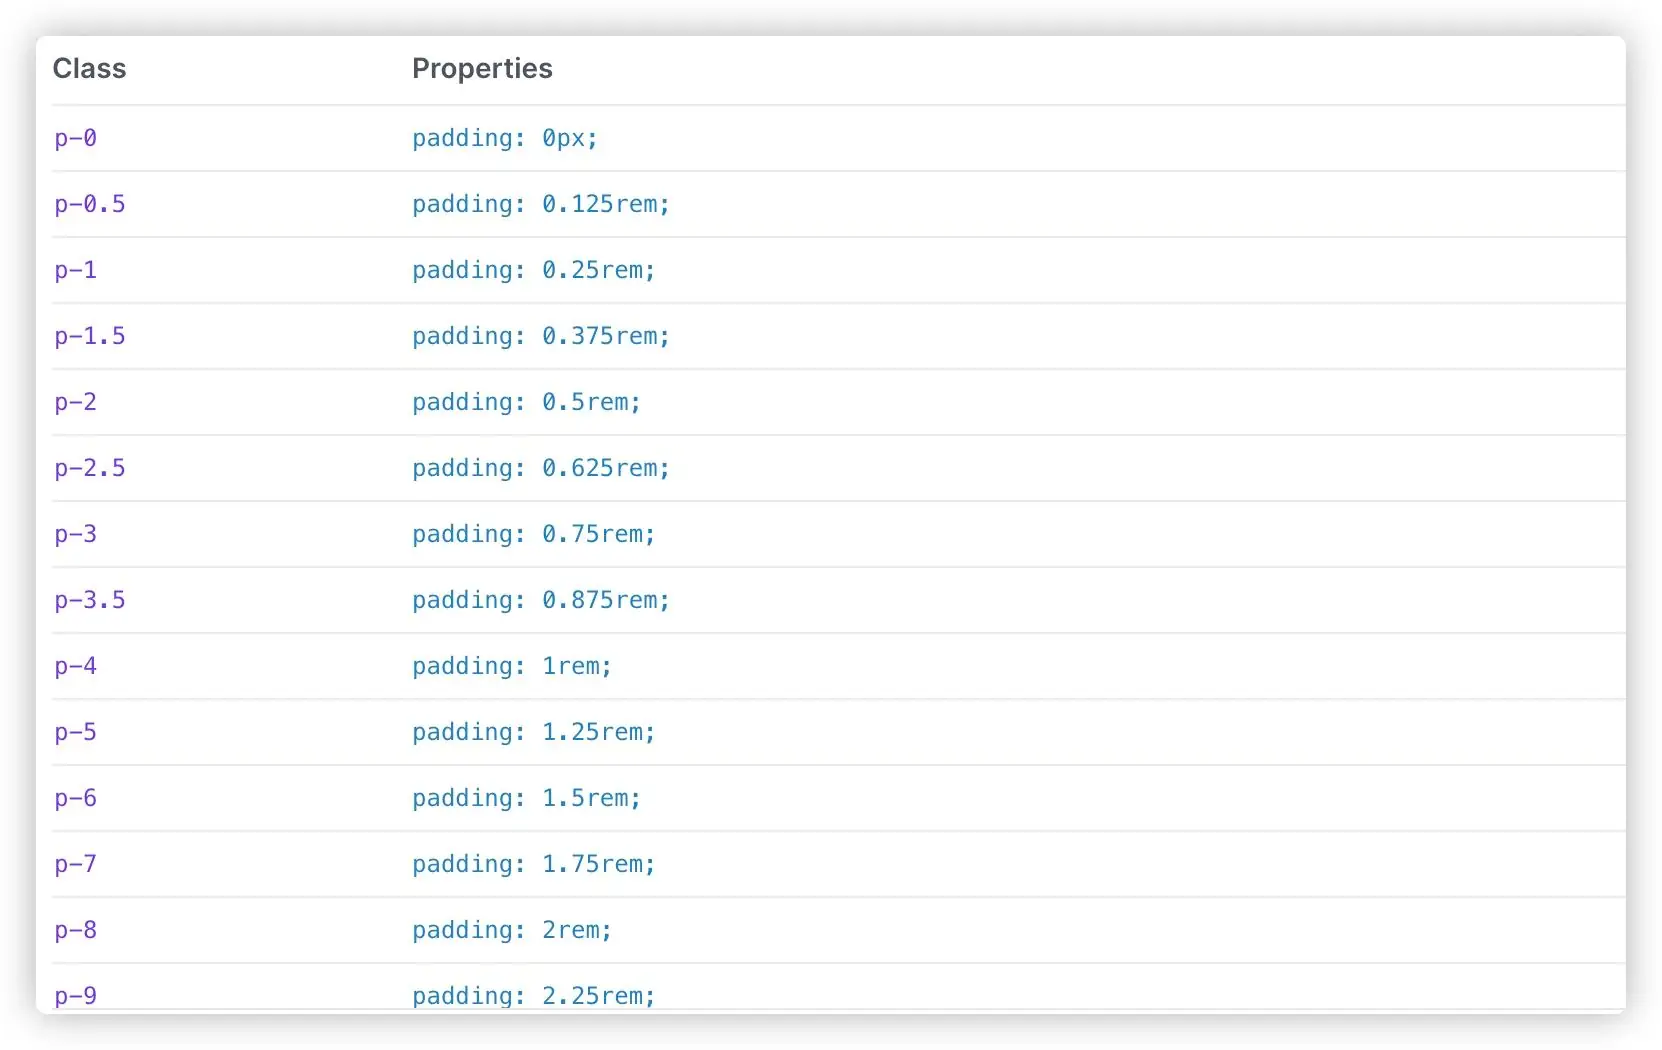 Class Properties
p-0 padding: 0px;
p-0.5 padding: 0.125rem;
p-1 padding: 0.25rem;
p-1.5 padding: 0.375rem;
p-2 padding: 0.5rem;
p-2.5 padding: 0.625rem;
p-3 padding: 0.75rem;
p-3.5 padding: 0.875rem;
p-4 padding: 1rem;
p-5 padding: 1.25rem;
p-6 padding: 1.5rem;
p-7 padding: 1.75rem;
p-8 padding: 2rem;
p-9 padding: 2.25rem;